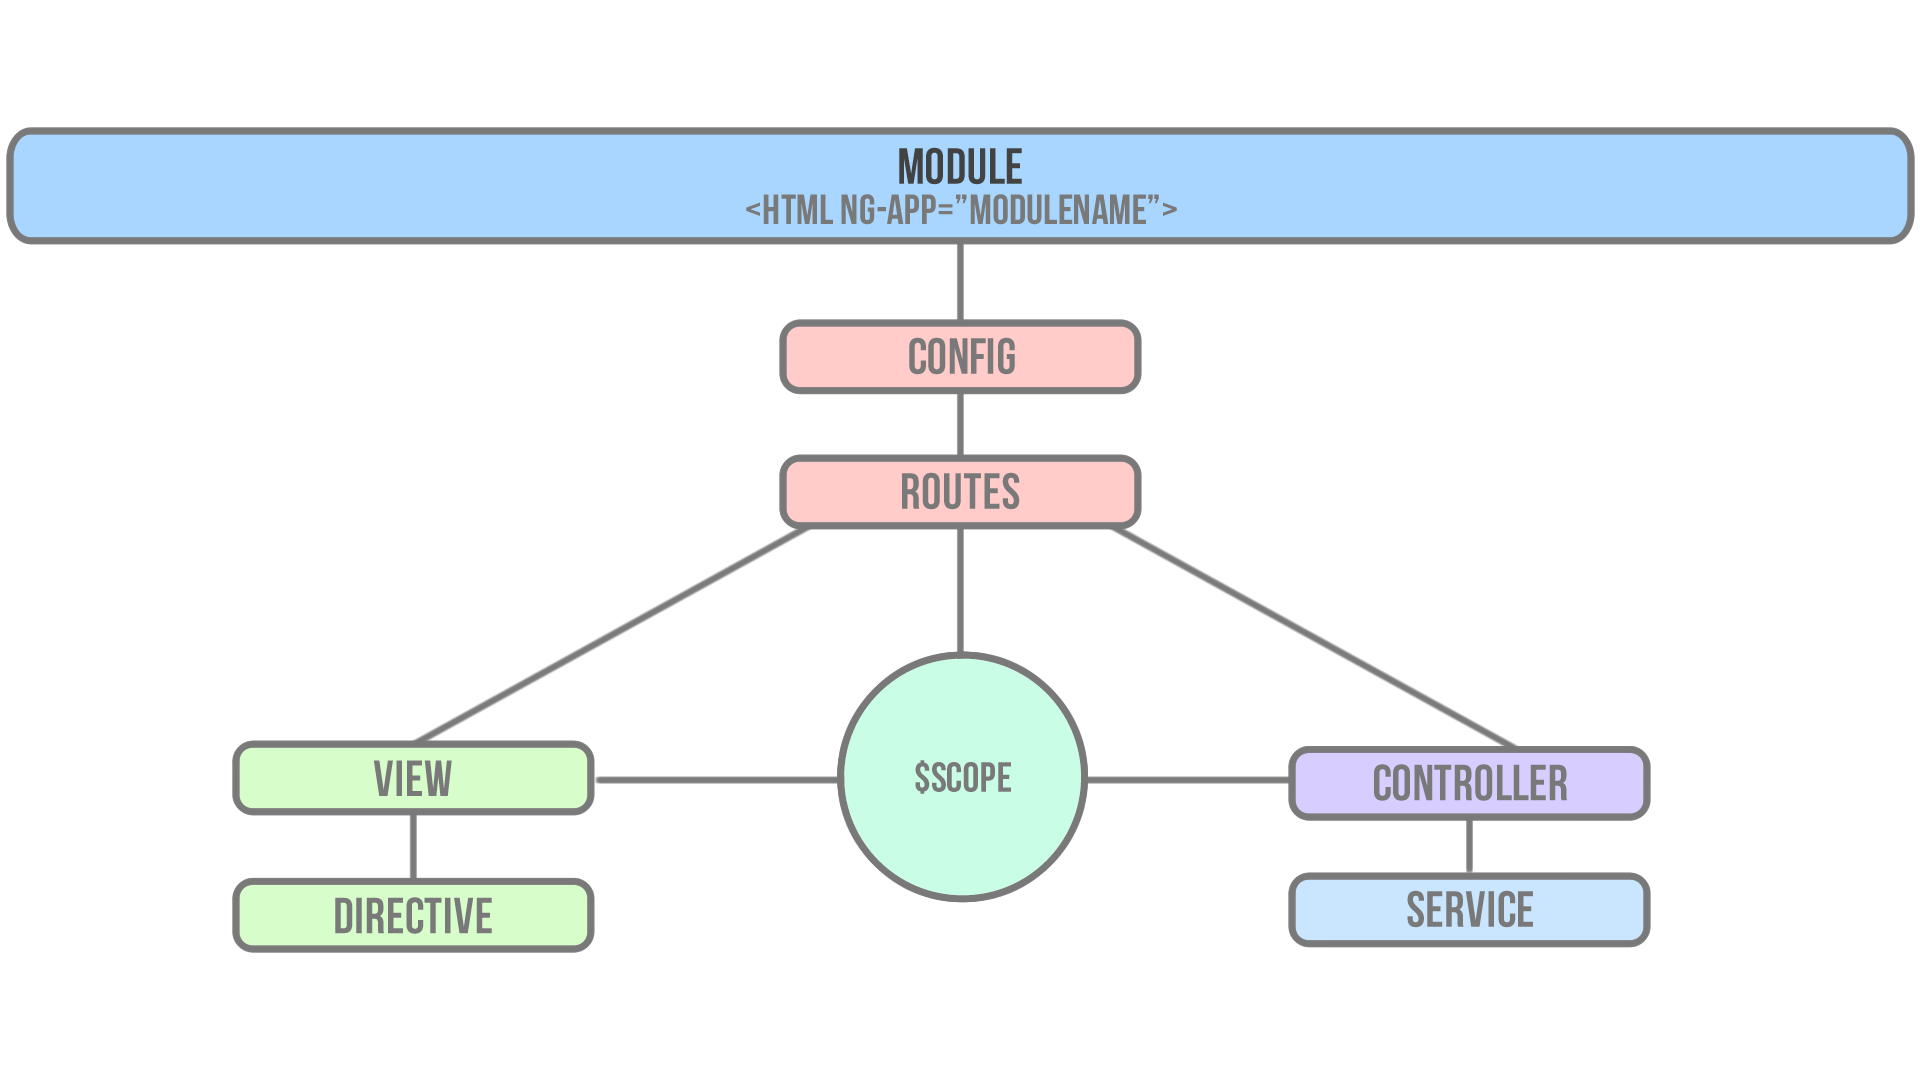 MODULE
<HTML NG-APP=”MODULENAME”>
CONFIG
ROUTES
VIEW
$SCOPE
CONTROLLER
DIRECTIVE
SERVICE